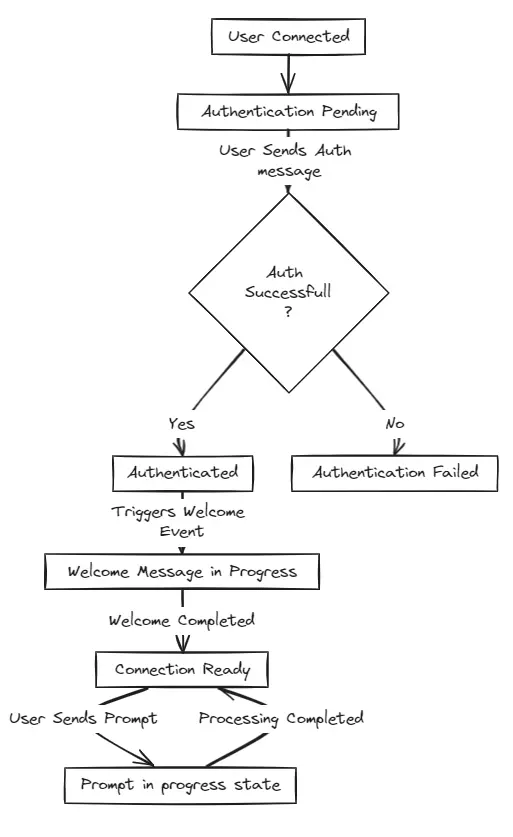 User Connected
Authentication Pending
User Sends Auth
message
Auth
Successfull
?
Yes
No
Authenticated
Authentication Failed
Triggers Welcome
Event
Welcome Message in Progress
Welcome Completed
Connection Ready
User Sends Prompt
Processing Completed
Prompt in progress state